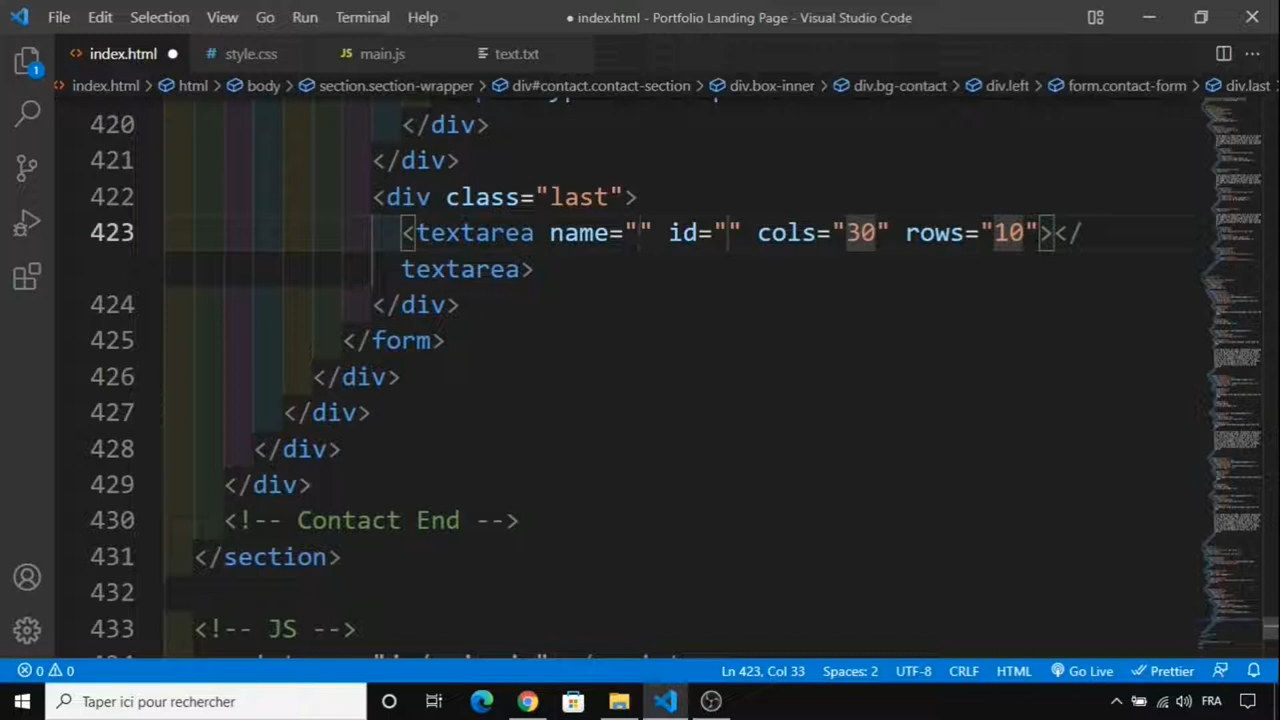 File Edit Selection View Go Run Terminal Help ● index.html - Portfolio Landing Page - Visual Studio Code
<> index.html ● # style.css JS main.js text.txt
<> index.html > html > body > section.section-wrapper > div#contact.contact-section > div.box-inner > div.bg-contact > div.left > form.contact-form > div.last
420 </div>
421 </div>
422 <div class="last">
423 <textarea name="" id="" cols="30" rows="10"></
textarea>
424 </div>
425 </form>
426 </div>
427 </div>
428 </div>
429 </div>
430 <!-- Contact End -->
431 </section>
432
433 <!-- JS -->
1
0 0 Ln 423, Col 33 Spaces: 2 UTF-8 CRLF HTML Go Live Prettier
Taper ici pour rechercher FRA